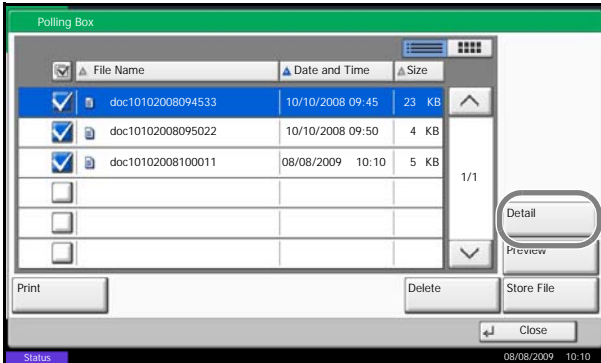 Polling Box
File Name Date and Time Size
doc10102008094533 10/10/2008 09:45 23 KB
doc10102008095022 10/10/2008 09:50 4 KB
doc10102008100011 08/08/2009 10:10 5 KB
1/1
Detail
Preview
Print Delete Store File
Close
Status 08/08/2009 10:10